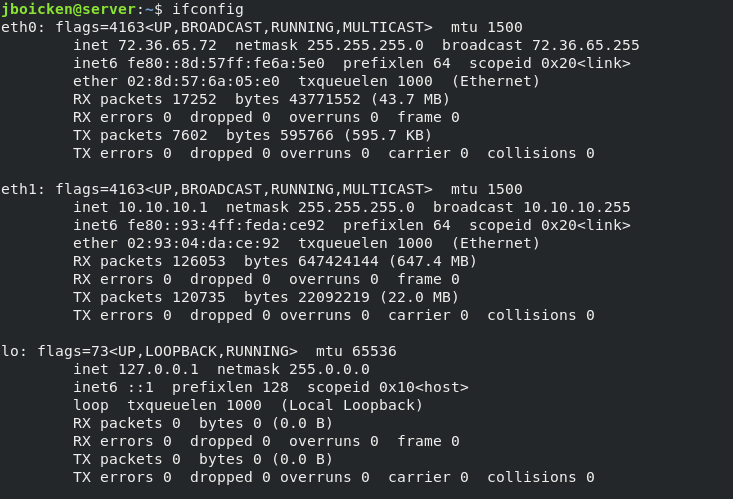 jboicken@server:~$ ifconfig
eth0: flags=4163<UP,BROADCAST,RUNNING,MULTICAST>  mtu 1500
        inet 72.36.65.72  netmask 255.255.255.0  broadcast 72.36.65.255
        inet6 fe80::8d:57ff:fe6a:5e0  prefixlen 64  scopeid 0x20<link>
        ether 02:8d:57:6a:05:e0  txqueuelen 1000  (Ethernet)
        RX packets 17252  bytes 43771552 (43.7 MB)
        RX errors 0  dropped 0  overruns 0  frame 0
        TX packets 7602  bytes 595766 (595.7 KB)
        TX errors 0  dropped 0 overruns 0  carrier 0  collisions 0

eth1: flags=4163<UP,BROADCAST,RUNNING,MULTICAST>  mtu 1500
        inet 10.10.10.1  netmask 255.255.255.0  broadcast 10.10.10.255
        inet6 fe80::93:4ff:feda:ce92  prefixlen 64  scopeid 0x20<link>
        ether 02:93:04:da:ce:92  txqueuelen 1000  (Ethernet)
        RX packets 126053  bytes 647424144 (647.4 MB)
        RX errors 0  dropped 0  overruns 0  frame 0
        TX packets 120735  bytes 22092219 (22.0 MB)
        TX errors 0  dropped 0 overruns 0  carrier 0  collisions 0

lo: flags=73<UP,LOOPBACK,RUNNING>  mtu 65536
        inet 127.0.0.1  netmask 255.0.0.0
        inet6 ::1  prefixlen 128  scopeid 0x10<host>
        loop  txqueuelen 1000  (Local Loopback)
        RX packets 0  bytes 0 (0.0 B)
        RX errors 0  dropped 0  overruns 0  frame 0
        TX packets 0  bytes 0 (0.0 B)
        TX errors 0  dropped 0 overruns 0  carrier 0  collisions 0